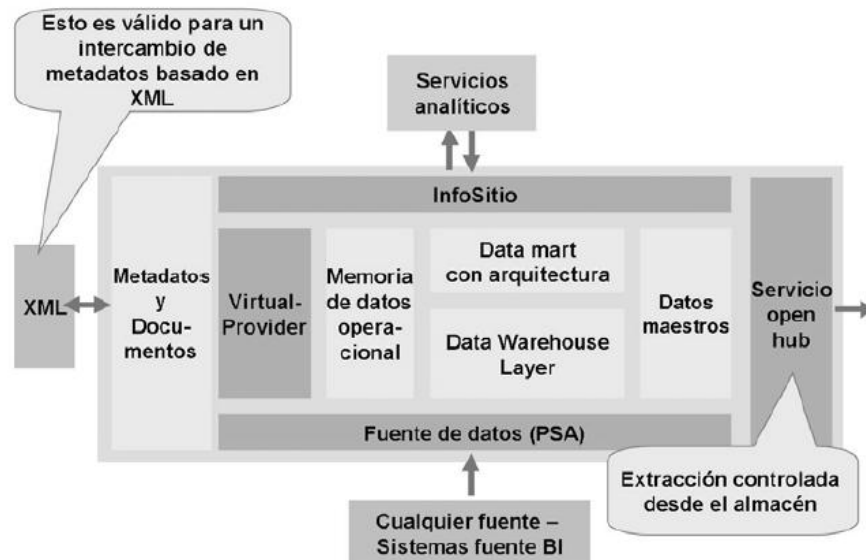 Esto es válido para un
intercambio de
metadatos basado en
XML
Servicios
analíticos
InfoSitio
XML
Metadatos
y
Docu-
mentos
Virtual-
Provider
Memoria
de datos
opera-
cional
Data mart
con arquitectura
Data Warehouse
Layer
Datos
maestros
Servicio
open
hub
Fuente de datos (PSA)
Extracción controlada
desde el almacén
Cualquier fuente –
Sistemas fuente BI